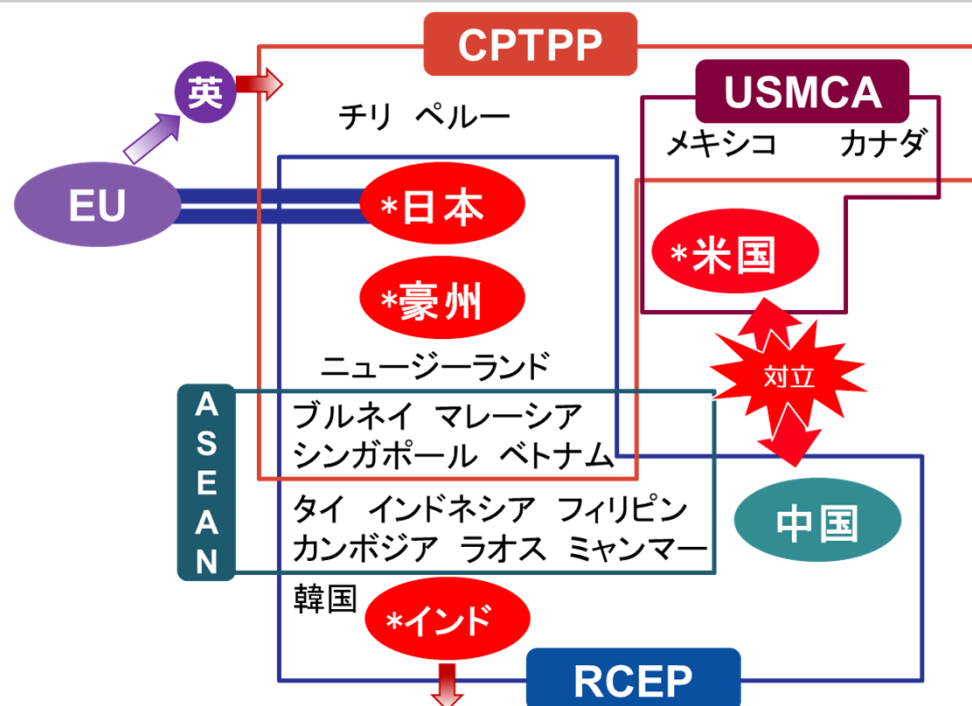 CPTPP
英
USMCA
チリ ペルー
メキシコ カナダ
EU
*日本
*米国
*豪州
ニュージーランド
対立
ASEAN
ブルネイ マレーシア
シンガポール ベトナム
タイ インドネシア フィリピン
カンボジア ラオス ミャンマー
中国
韓国
*インド
RCEP